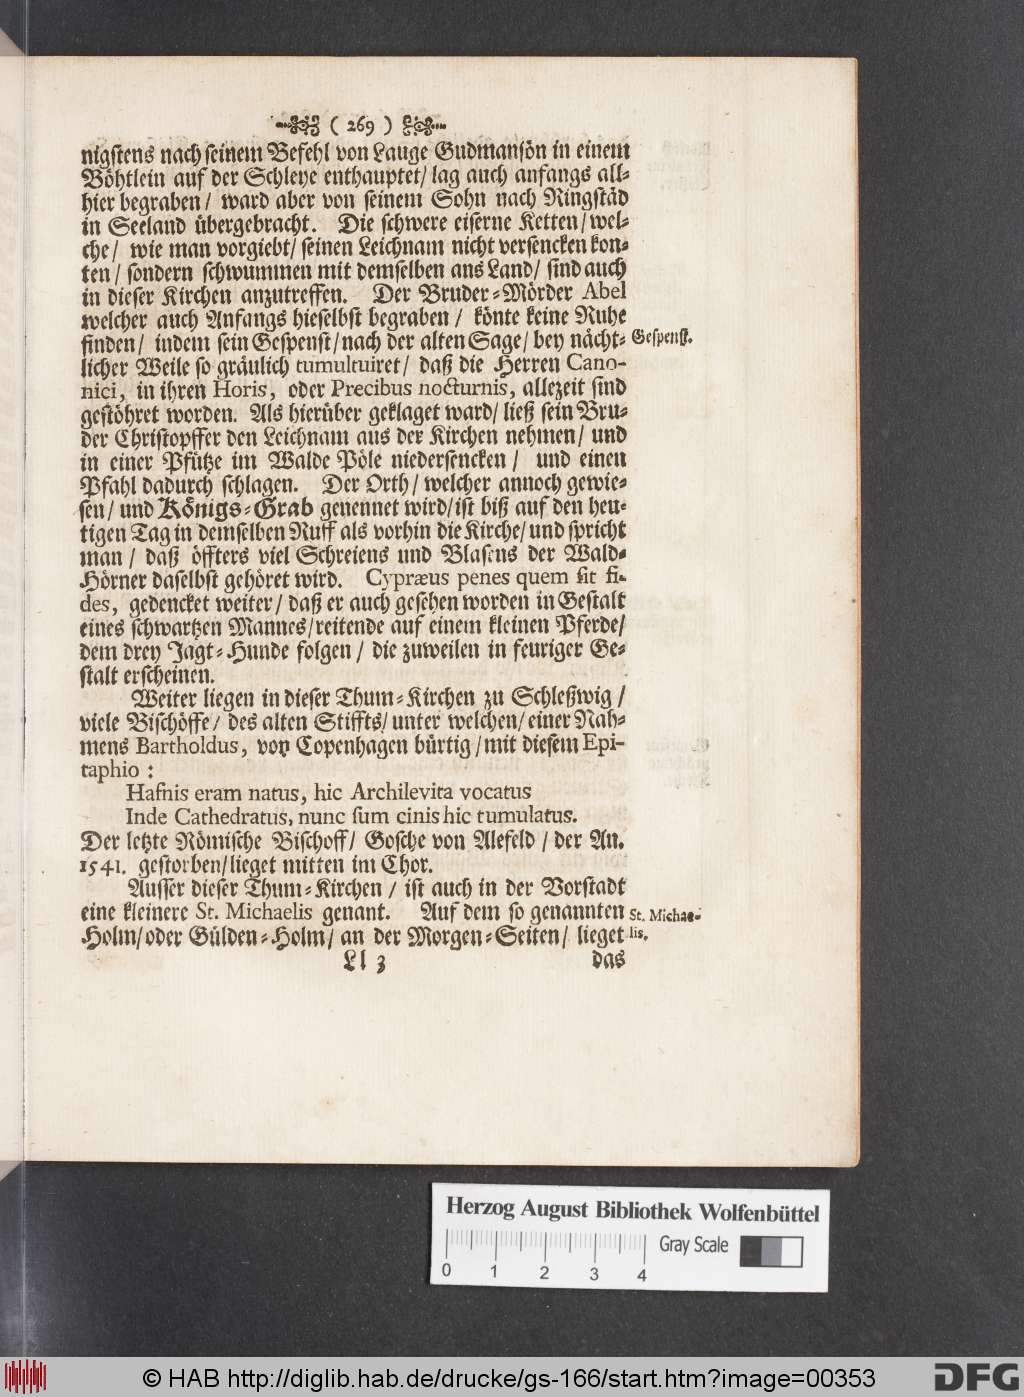 ( 269 )
nigstens nach seinem Befehl von Lauge Gudmansön in einem
Böhtlein auf der Schleye enthauptet/ lag auch anfangs all-
hier begraben/ ward aber von seinem Sohn nach Ringstäd
in Seeland übergebracht. Die schwere eiserne Ketten/ wel-
che/ wie man vorgiebt/ seinen Leichnam nicht versencken kon-
ten/ sondern schwummen mit demselben ans Land/ sind auch
in dieser Kirchen anzutreffen. Der Bruder-Mörder Abel
welcher auch Anfangs hieselbst begraben/ könte keine Ruhe
finden/ indem sein Gespenst/ nach der alten Sage/ bey nächt-
Gespenst.
licher Weile so gräulich tumultuiret/ daß die Herren Cano-
nici, in ihren Horis, oder Precibus nocturnis, allezeit sind
gestöhret worden. Als hierüber geklaget ward/ ließ sein Bru-
der Christopffer den Leichnam aus der Kirchen nehmen/ und
in einer Pfütze im Walde Pöle niedersencken/ und einen
Pfahl dadurch schlagen. Der Orth/ welcher annoch gewie-
sen/ und Königs-Grab genennet wird/ ist biß auf den heu-
tigen Tag in demselben Ruff als vorhin die Kirche/ und spricht
man/ daß öffters viel Schreiens und Blasens der Wald-
Hörner daselbst gehöret wird. Cypræus penes quem sit fi-
des, gedencket weiter/ daß er auch gesehen worden in Gestalt
eines schwartzen Mannes/ reitende auf einem kleinen Pferde/
dem drey Jagt-Hunde folgen/ die zuweilen in feuriger Ge-
stalt erscheinen.
Weiter liegen in dieser Thum-Kirchen zu Schleßwig/
viele Bischöffe/ des alten Stiffts/ unter welchen/ einer Nah-
mens Bartholdus, von Copenhagen bürtig/ mit diesem Epi-
taphio:
Hafnis eram natus, hic Archilevita vocatus
Inde Cathedratus, nunc sum cinis hic tumulatus.
Der letzte Römische Bischoff/ Gosche von Alefeld/ der An.
1541. gestorben/ lieget mitten im Chor.
Ausser dieser Thum-Kirchen/ ist auch in der Vorstadt
eine kleinere St. Michaelis genant. Auf dem so genannten
St. Michae-
Holm/ oder Gülden-Holm/ an der Morgen-Seiten/ lieget
lis.
Ll 3
das
Herzog August Bibliothek Wolfenbüttel
Gray Scale
0 1 2 3 4
© HAB http://diglib.hab.de/drucke/gs-166/start.htm?image=00353
DFG